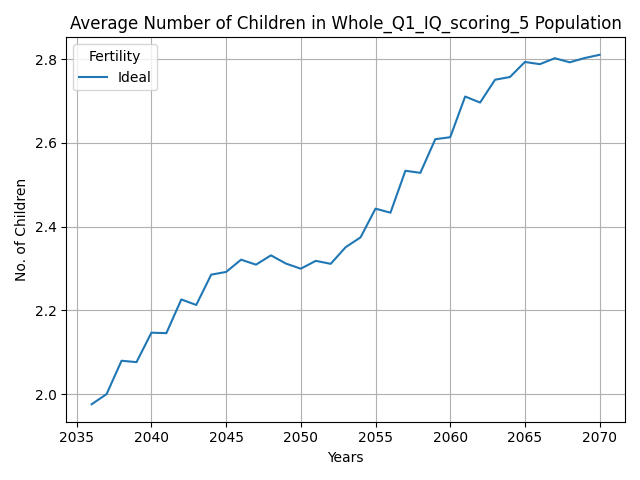 Average Number of Children in Whole_Q1_IQ_scoring_5 Population
Fertility
Ideal
No. of Children
2.8
2.6
2.4
2.2
2.0
2035 2040 2045 2050 2055 2060 2065 2070
Years